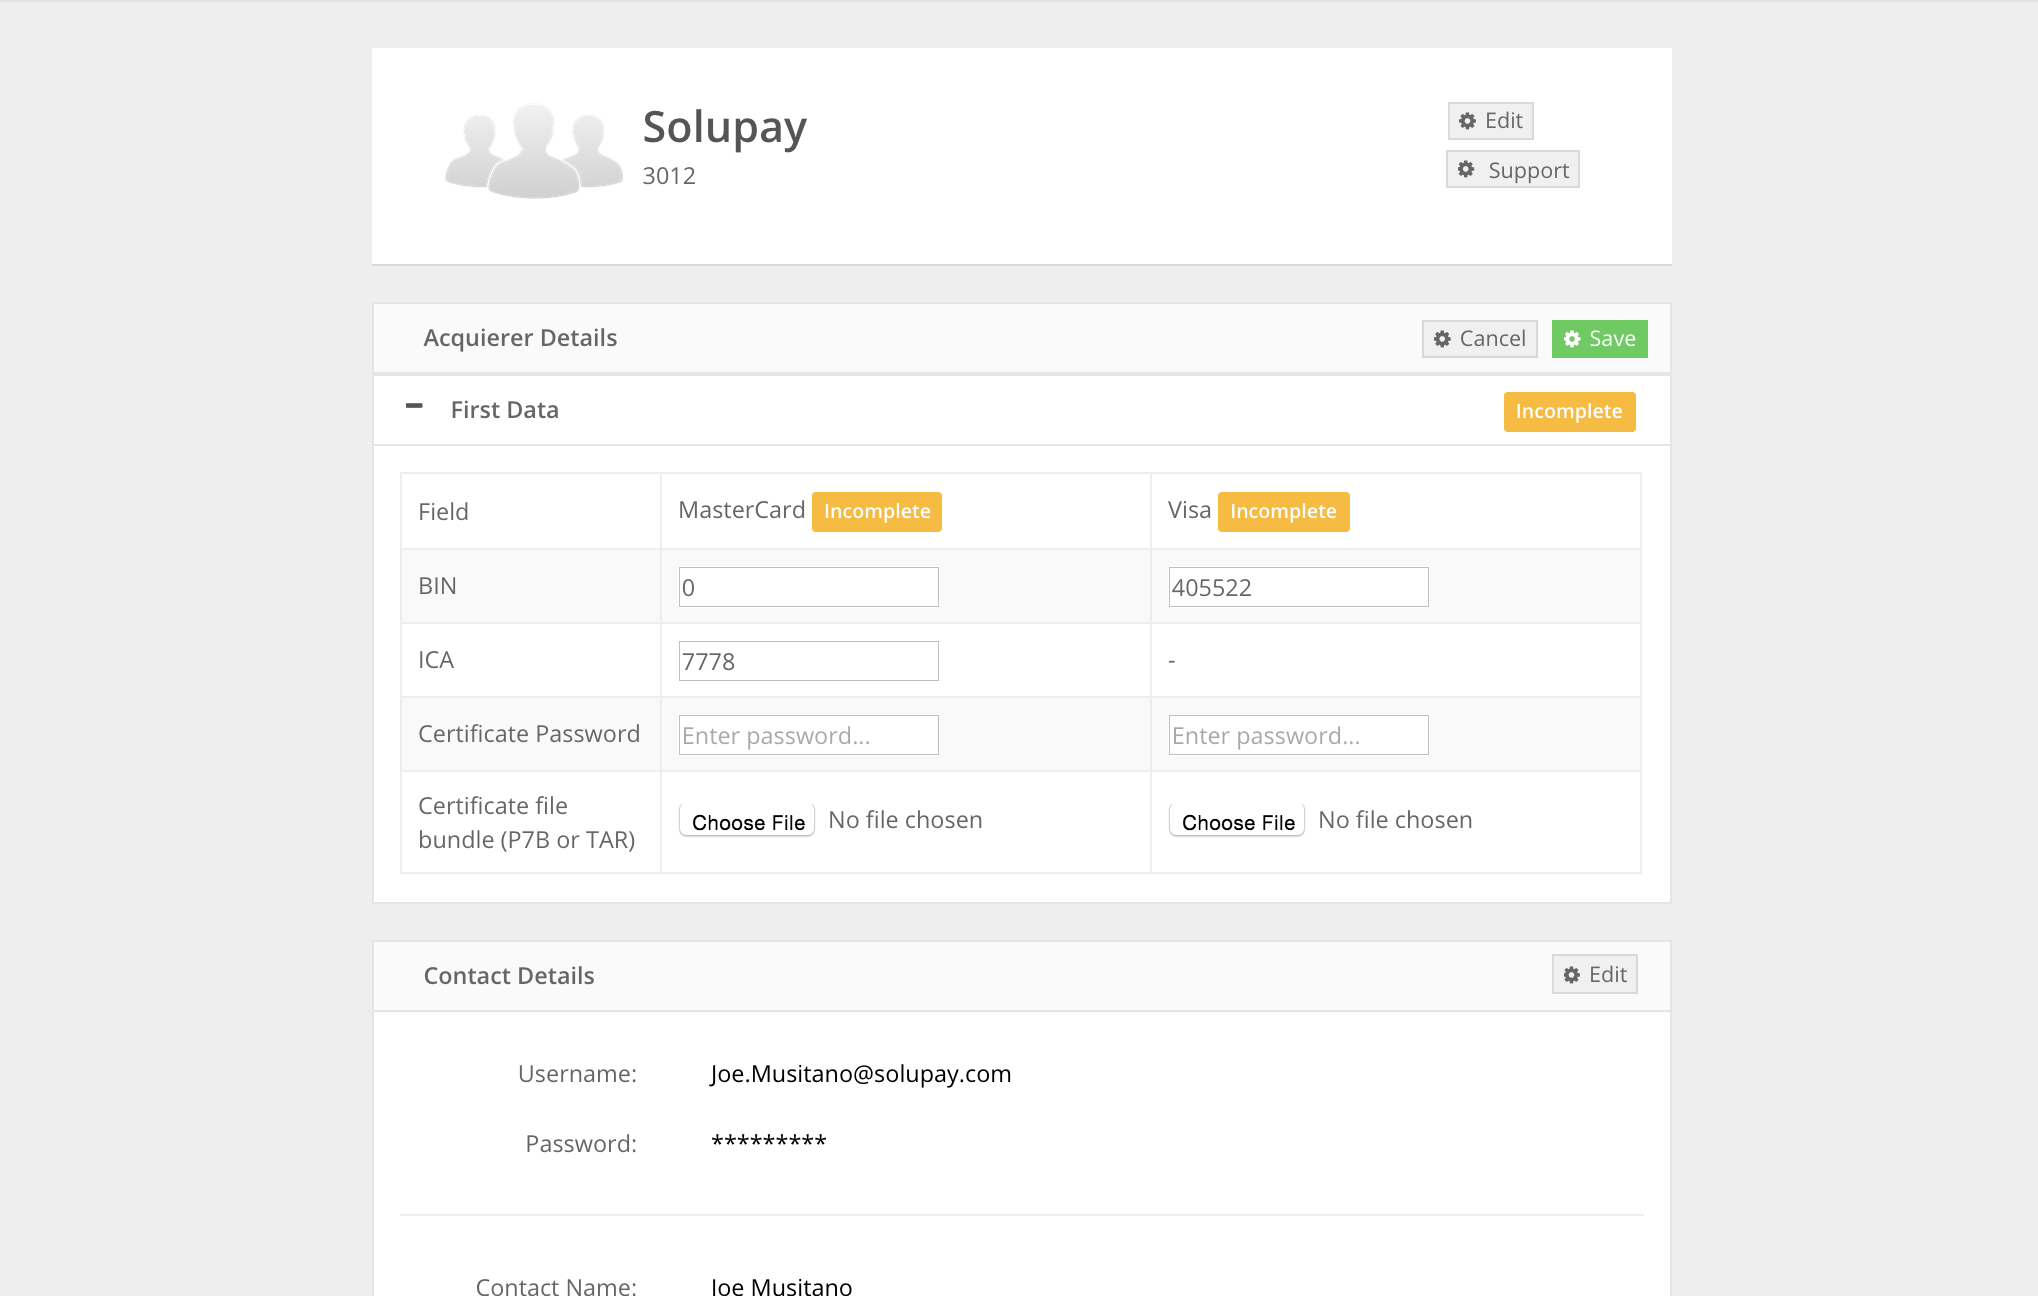 Solupay
3012
Edit
Support
Acquierer Details
Cancel
Save
First Data
Incomplete
Field
MasterCard Incomplete
Visa Incomplete
BIN
0
405522
ICA
7778
-
Certificate Password
Enter password...
Enter password...
Certificate file
bundle (P7B or TAR)
Choose File No file chosen
Choose File No file chosen
Contact Details
Edit
Username:
Joe.Musitano@solupay.com
Password:
*********
Contact Name:
Joe Musitano